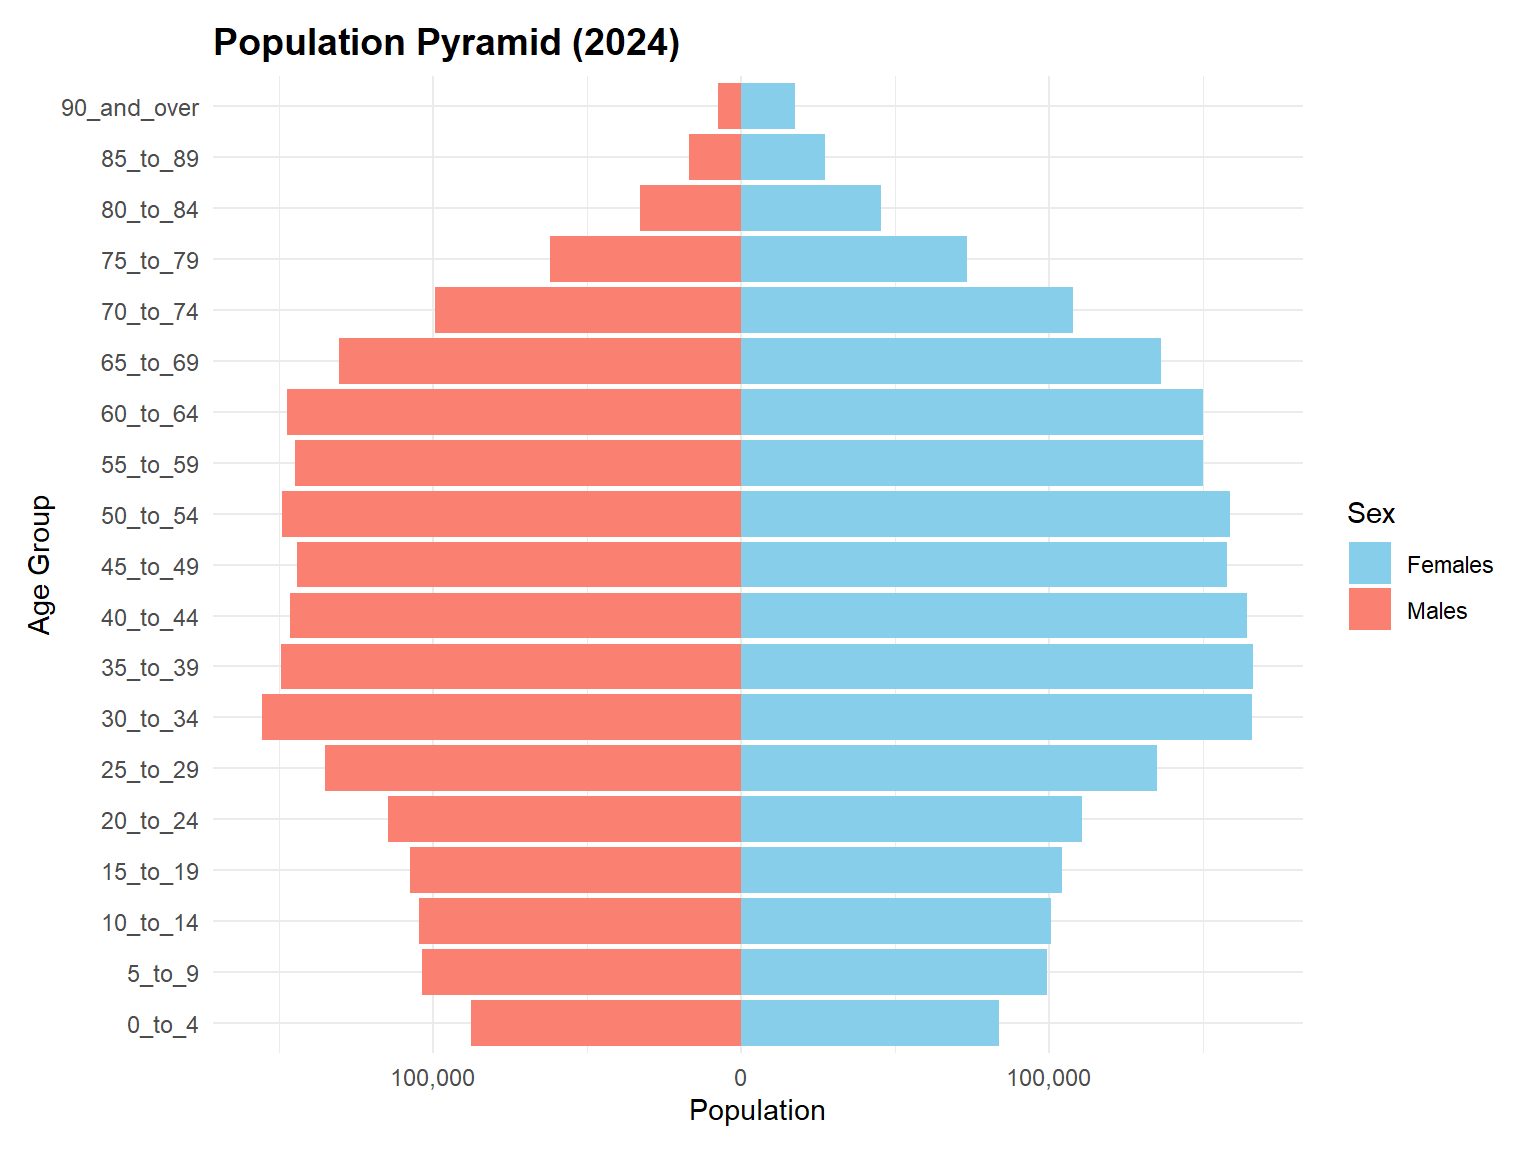 Population Pyramid (2024)
90_and_over
85_to_89
80_to_84
75_to_79
70_to_74
65_to_69
60_to_64
55_to_59
50_to_54
45_to_49
40_to_44
35_to_39
30_to_34
25_to_29
20_to_24
15_to_19
10_to_14
5_to_9
0_to_4
Age Group
100,000 0 100,000
Population
Sex
Females
Males